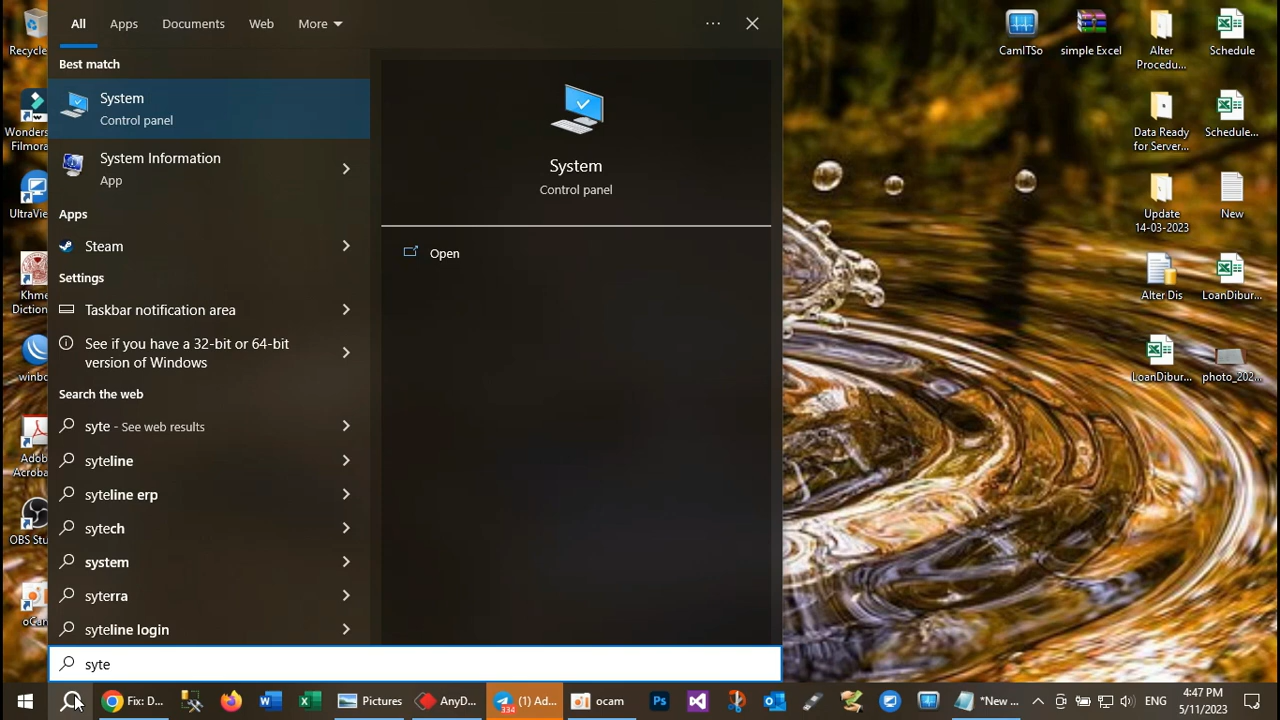 All
Apps
Documents
Web
More
Best match
System
Control panel
System Information
App
Apps
Steam
Settings
Taskbar notification area
See if you have a 32-bit or 64-bit
version of Windows
Search the web
syte - See web results
syteline
syteline erp
sytech
system
syterra
syteline login
syte
System
Control panel
Open
Recycle
Wonders
Filmora
UltraVie
Khme
Diction
winbo
Adob
Acroba
OBS Stu
oCa
CamITSo
simple Excel
Alter
Procedu...
Schedule
Data Ready
for Server...
Schedule...
Update
14-03-2023
New
Alter Dis
LoanDibur...
LoanDibur...
photo_202...
Fix: D...
Pictures
AnyD...
334
(1) Ad...
ocam
Ps
*New ...
ENG
4:47 PM
5/11/2023